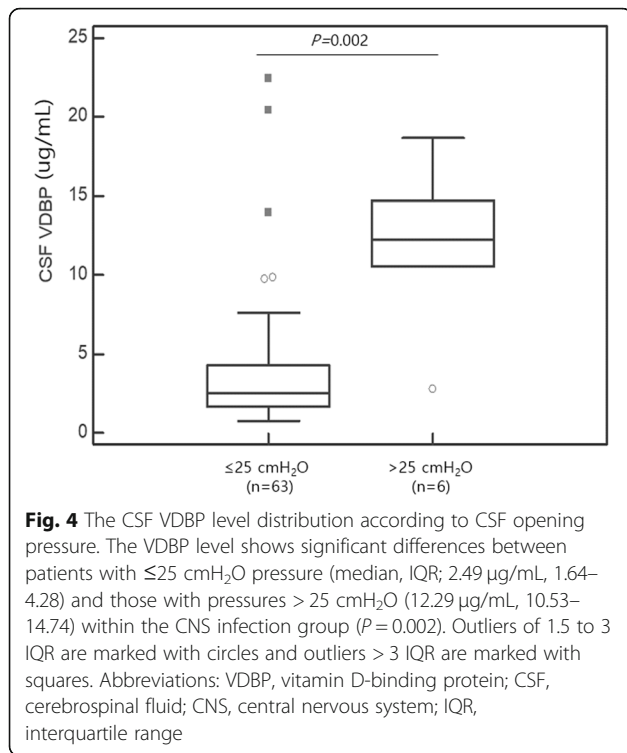 P=0.002
25
20
15
10
5
0
CSF VDBP (ug/mL)
≤25 cmH₂O
(n=63)
>25 cmH₂O
(n=6)
Fig. 4 The CSF VDBP level distribution according to CSF opening
pressure. The VDBP level shows significant differences between
patients with ≤25 cmH₂O pressure (median, IQR; 2.49 μg/mL, 1.64–
4.28) and those with pressures > 25 cmH₂O (12.29 μg/mL, 10.53–
14.74) within the CNS infection group (P = 0.002). Outliers of 1.5 to 3
IQR are marked with circles and outliers > 3 IQR are marked with
squares. Abbreviations: VDBP, vitamin D-binding protein; CSF,
cerebrospinal fluid; CNS, central nervous system; IQR,
interquartile range